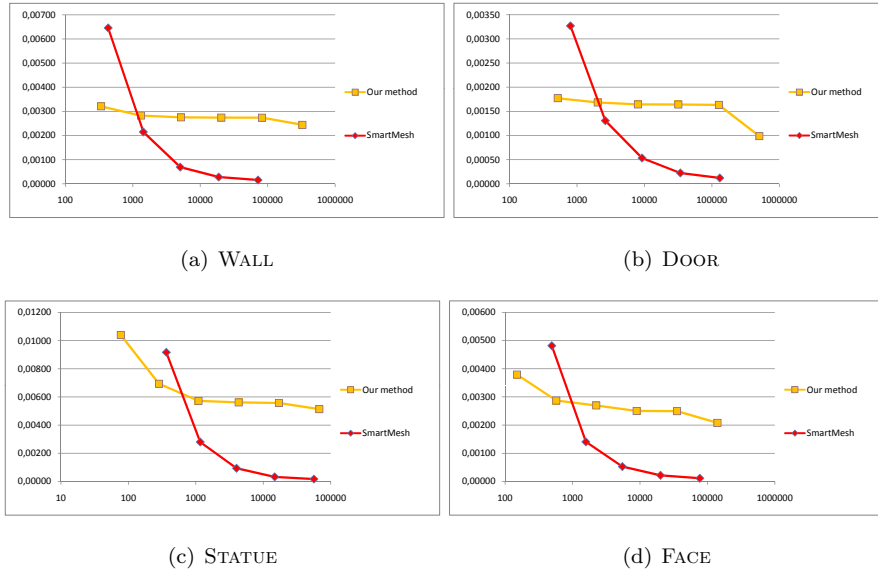 0,00700
0,00600
0,00500
0,00400
0,00300
0,00200
0,00100
0,00000
100 1000 10000 100000 1000000
Our method
SmartMesh
(a) WALL
0,00350
0,00300
0,00250
0,00200
0,00150
0,00100
0,00050
0,00000
100 1000 10000 100000 1000000
Our method
SmartMesh
(b) DOOR
0,01200
0,01000
0,00800
0,00600
0,00400
0,00200
0,00000
10 100 1000 10000 100000
Our method
SmartMesh
(c) STATUE
0,00600
0,00500
0,00400
0,00300
0,00200
0,00100
0,00000
100 1000 10000 100000 1000000
Our method
SmartMesh
(d) FACE